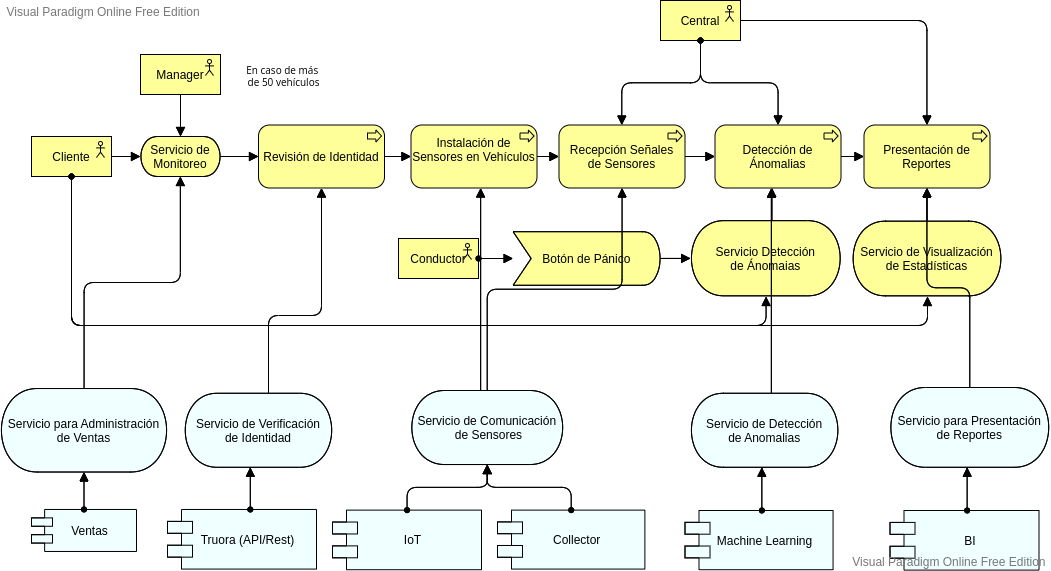 Visual Paradigm Online Free Edition
Central
Manager
En caso de más
de 50 vehículos
Cliente
Servicio de
Monitoreo
Revisión de Identidad
Instalación de
Sensores en Vehículos
Recepción Señales
de Sensores
Detección de
Ánomalias
Presentación de
Reportes
Conductor
Botón de Pánico
Servicio Detección
de Ánomaias
Servicio de Visualización
de Estadísticas
Servicio para Administración
de Ventas
Servicio de Verificación
de Identidad
Servicio de Comunicación
de Sensores
Servicio de Detección
de Anomalias
Servicio para Presentación
de Reportes
Ventas
Truora (API/Rest)
IoT
Collector
Machine Learning
BI
Visual Paradigm Online Free Edition